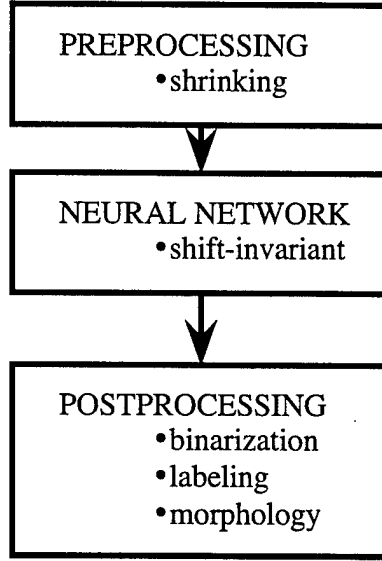 PREPROCESSING
•shrinking
NEURAL NETWORK
•shift-invariant
POSTPROCESSING
•binarization
•labeling
•morphology